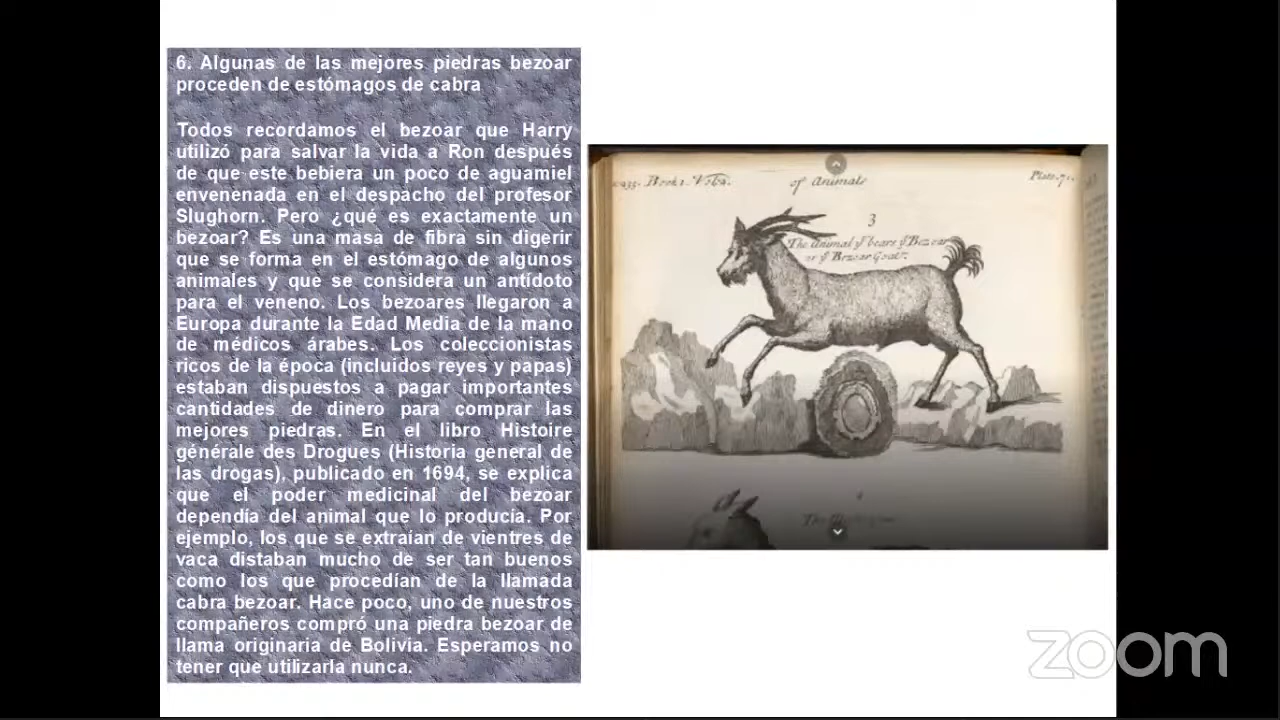 6. Algunas de las mejores piedras bezoar
proceden de estómagos de cabra
Todos recordamos el bezoar que Harry
utilizó para salvar la vida a Ron después
de que este bebiera un poco de aguamiel
envenenada en el despacho del profesor
Slughorn. Pero ¿qué es exactamente un
bezoar? Es una masa de fibra sin digerir
que se forma en el estómago de algunos
animales y que se considera un antídoto
para el veneno. Los bezoares llegaron a
Europa durante la Edad Media de la mano
de médicos árabes. Los coleccionistas
ricos de la época (incluidos reyes y papas)
estaban dispuestos a pagar importantes
cantidades de dinero para comprar las
mejores piedras. En el libro Histoire
générale des Drogues (Historia general de
las drogas), publicado en 1694, se explica
que el poder medicinal del bezoar
dependía del animal que lo producía. Por
ejemplo, los que se extraían de vientres de
vaca distaban mucho de ser tan buenos
como los que procedían de la llamada
cabra bezoar. Hace poco, uno de nuestros
compañeros compró una piedra bezoar de
llama originaria de Bolivia. Esperamos no
tener que utilizarla nunca.
of Animals
3
The Animal yt bears ye Bezoar
or ye Bezoar Goat.
zoom